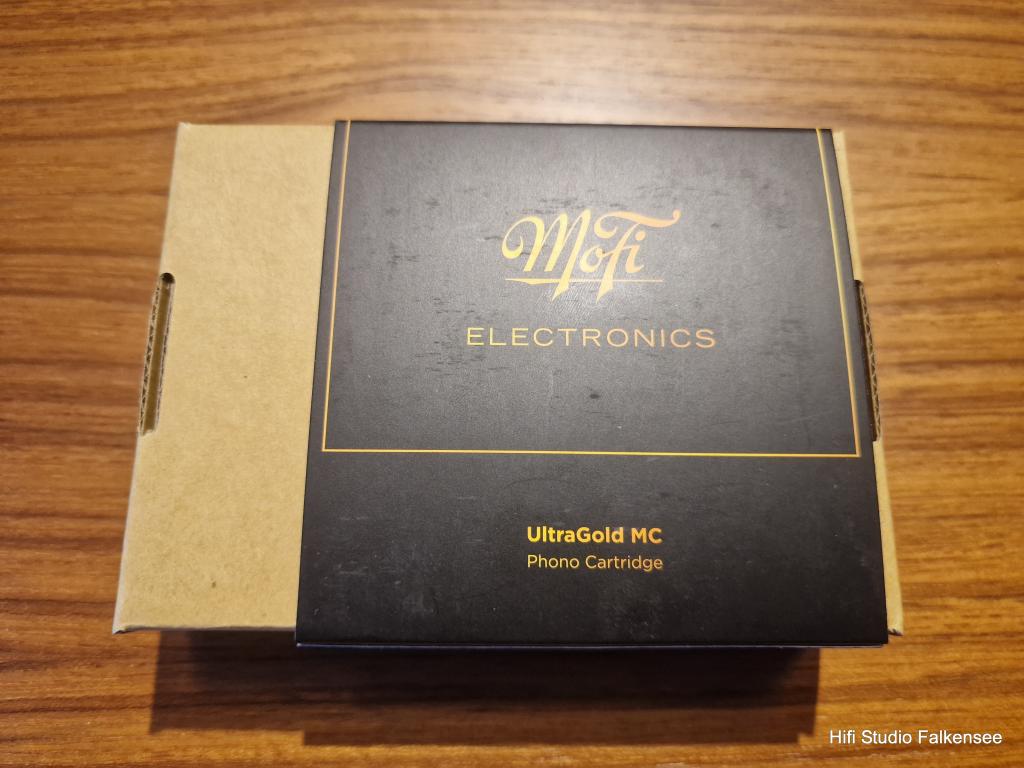 MoFi
ELECTRONICS
UltraGold MC
Phono Cartridge
Hifi Studio Falkensee